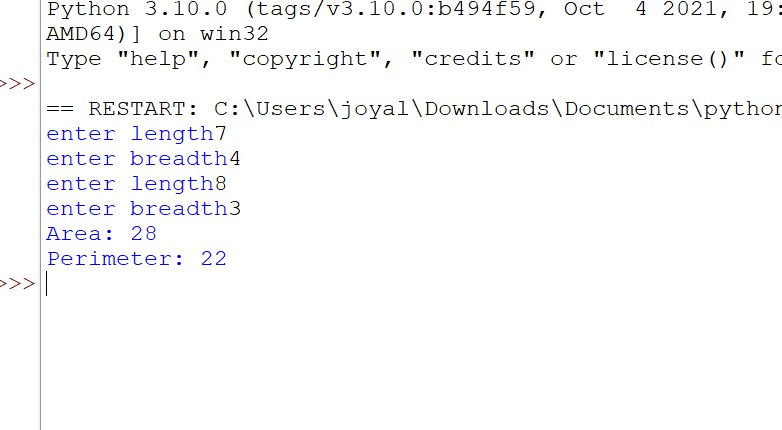 Python 3.10.0 (tags/v3.10.0:b494f59, Oct  4 2021, 19:
AMD64)] on win32
Type "help", "copyright", "credits" or "license()" fo
>>>
== RESTART: C:\Users\joyal\Downloads\Documents\python
enter length7
enter breadth4
enter length8
enter breadth3
Area: 28
Perimeter: 22
>>>